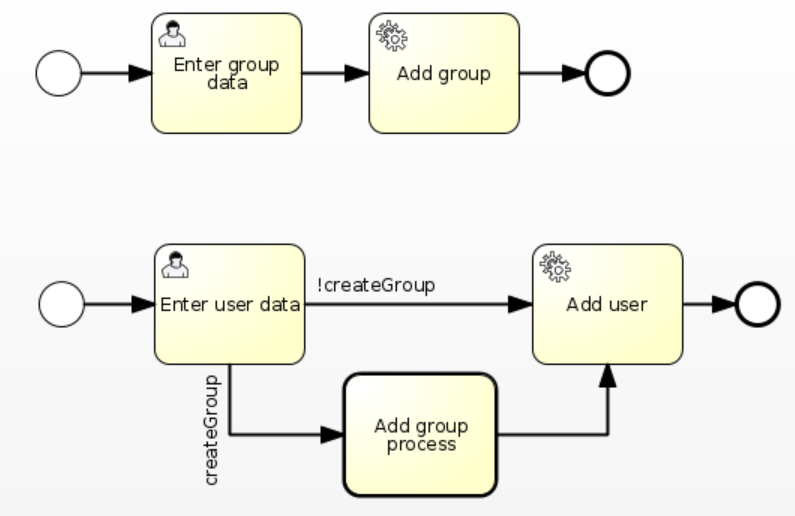 Enter group
data
Add group
!createGroup
Enter user data
Add user
createGroup
Add group
process